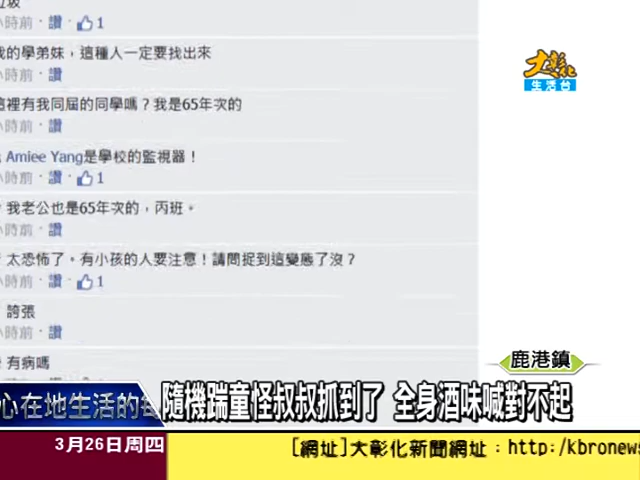 時前．讚．1
的學弟妹，這種人一定要找出來
時前．讚
這裡有我同屆的同學嗎？我是65年次的
時前．讚
Amiee Yang是學校的監視器！
時前．讚．1
我老公也是65年次的，丙班。
時前．讚
太恐怖了。有小孩的人要注意！請問捉到這變態了沒？
時前．讚．1
誇張
時前．讚
有病嗎
大彰化
生活台
鹿港鎮
心在地生活的
隨機踹童怪叔叔抓到了 全身酒味喊對不起
3月26日周四
[網址]大彰化新聞網址：http:/kbronews